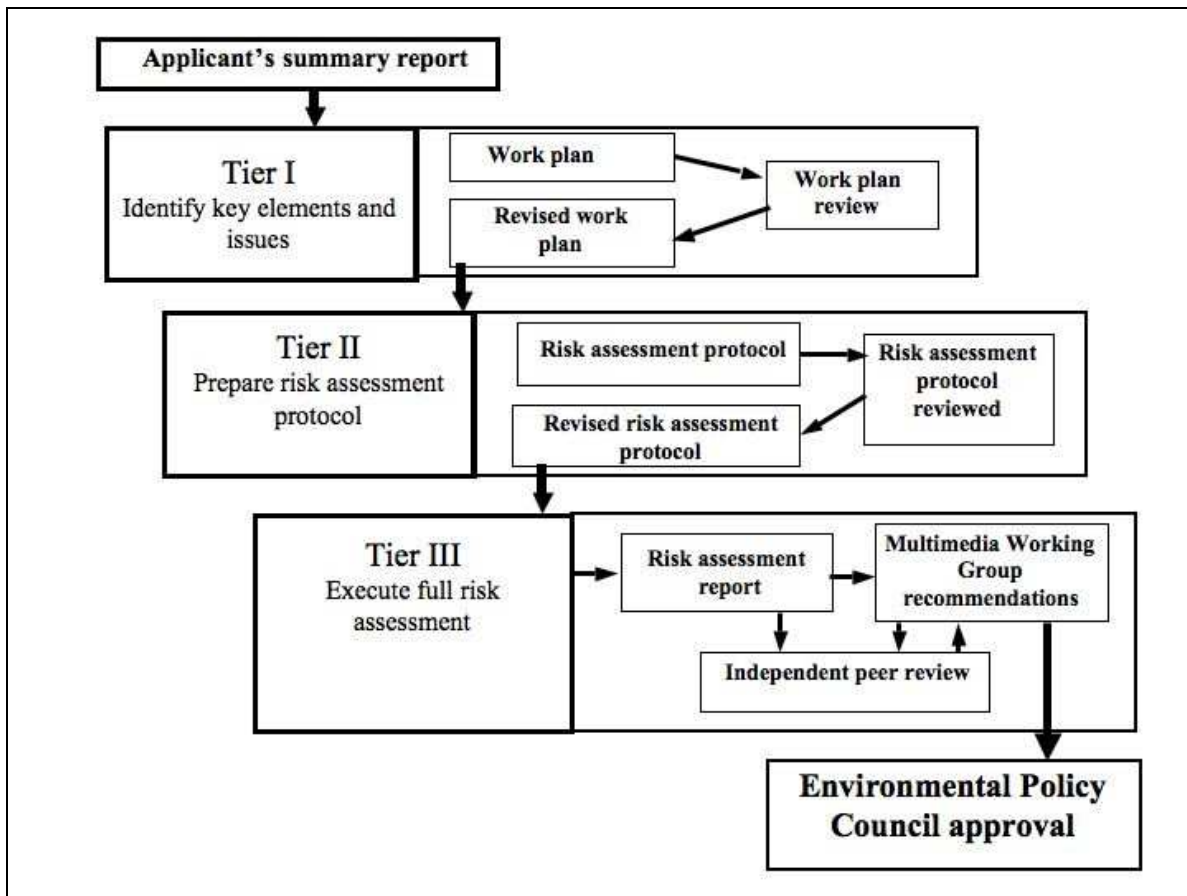 Applicant's summary report
Tier I
Identify key elements and
issues
Work plan
Work plan
review
Revised work
plan
Tier II
Prepare risk assessment
protocol
Risk assessment protocol
Risk assessment
protocol
reviewed
Revised risk assessment
protocol
Tier III
Execute full risk
assessment
Risk assessment
report
Multimedia Working
Group
recommendations
Independent peer review
Environmental Policy
Council approval